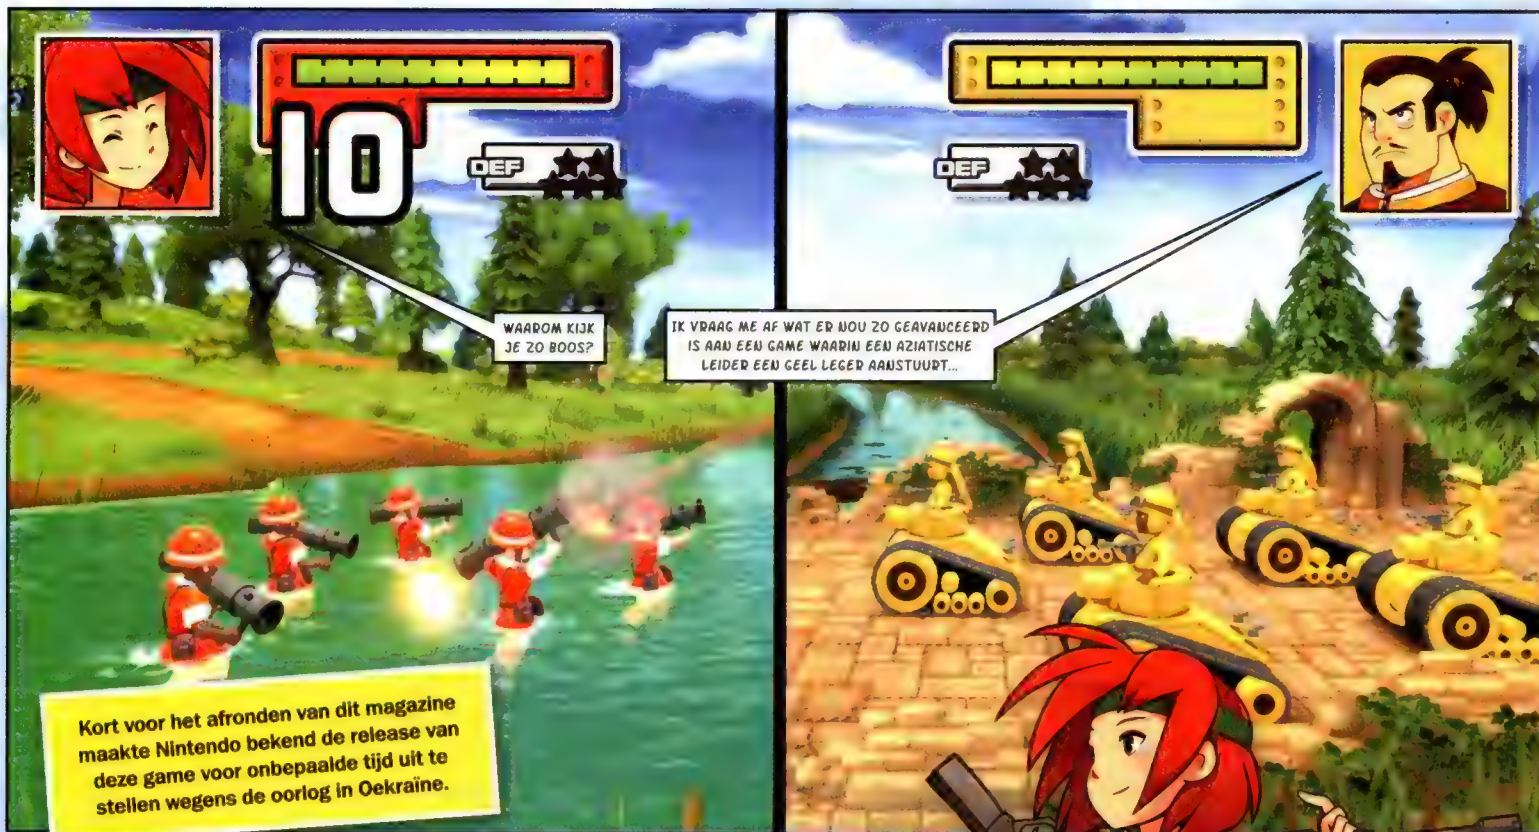 10
DEF
DEF
WAAROM KIJK
JE ZO BOOS?
IK VRAAG ME AF WAT ER NOU ZO GEAVANCEERD
IS AAN EEN GAME WAARIN EEN AZIATISCHE
LEIDER EEN GEEL LEGER AANSTUURT...
Kort voor het afronden van dit magazine
maakte Nintendo bekend de release van
deze game voor onbepaalde tijd uit te
stellen wegens de oorlog in Oekraïne.